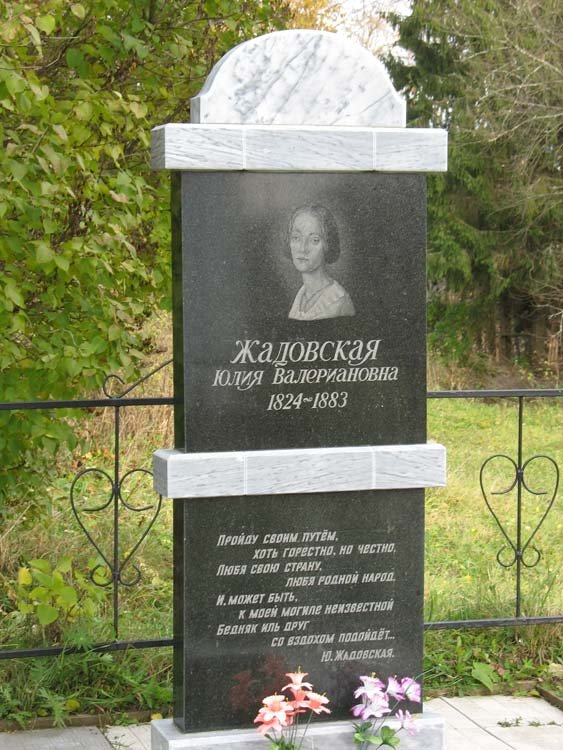 Жадовская
Юлия Валериановна
1824~1883
Пройду своим путём,
хоть горестно, но честно,
Любя свою страну,
любя родной народ.
И, может быть,
к моей могиле неизвестной
Бедняк иль друг
со вздохом подойдёт...
Ю. Жадовская.